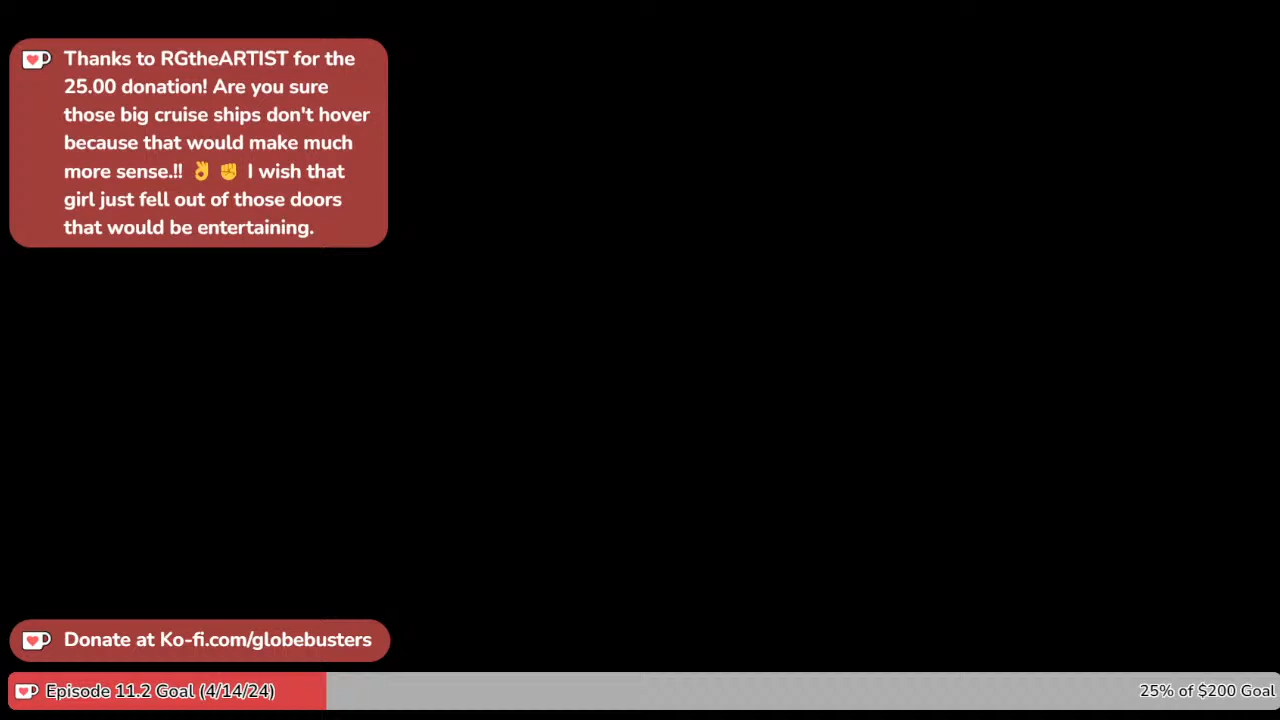 Thanks to RGtheARTIST for the
25.00 donation! Are you sure
those big cruise ships don't hover
because that would make much
more sense.!! 👌 ✊ I wish that
girl just fell out of those doors
that would be entertaining.
Donate at Ko-fi.com/globebusters
Episode 11.2 Goal (4/14/24)
25% of $200 Goal